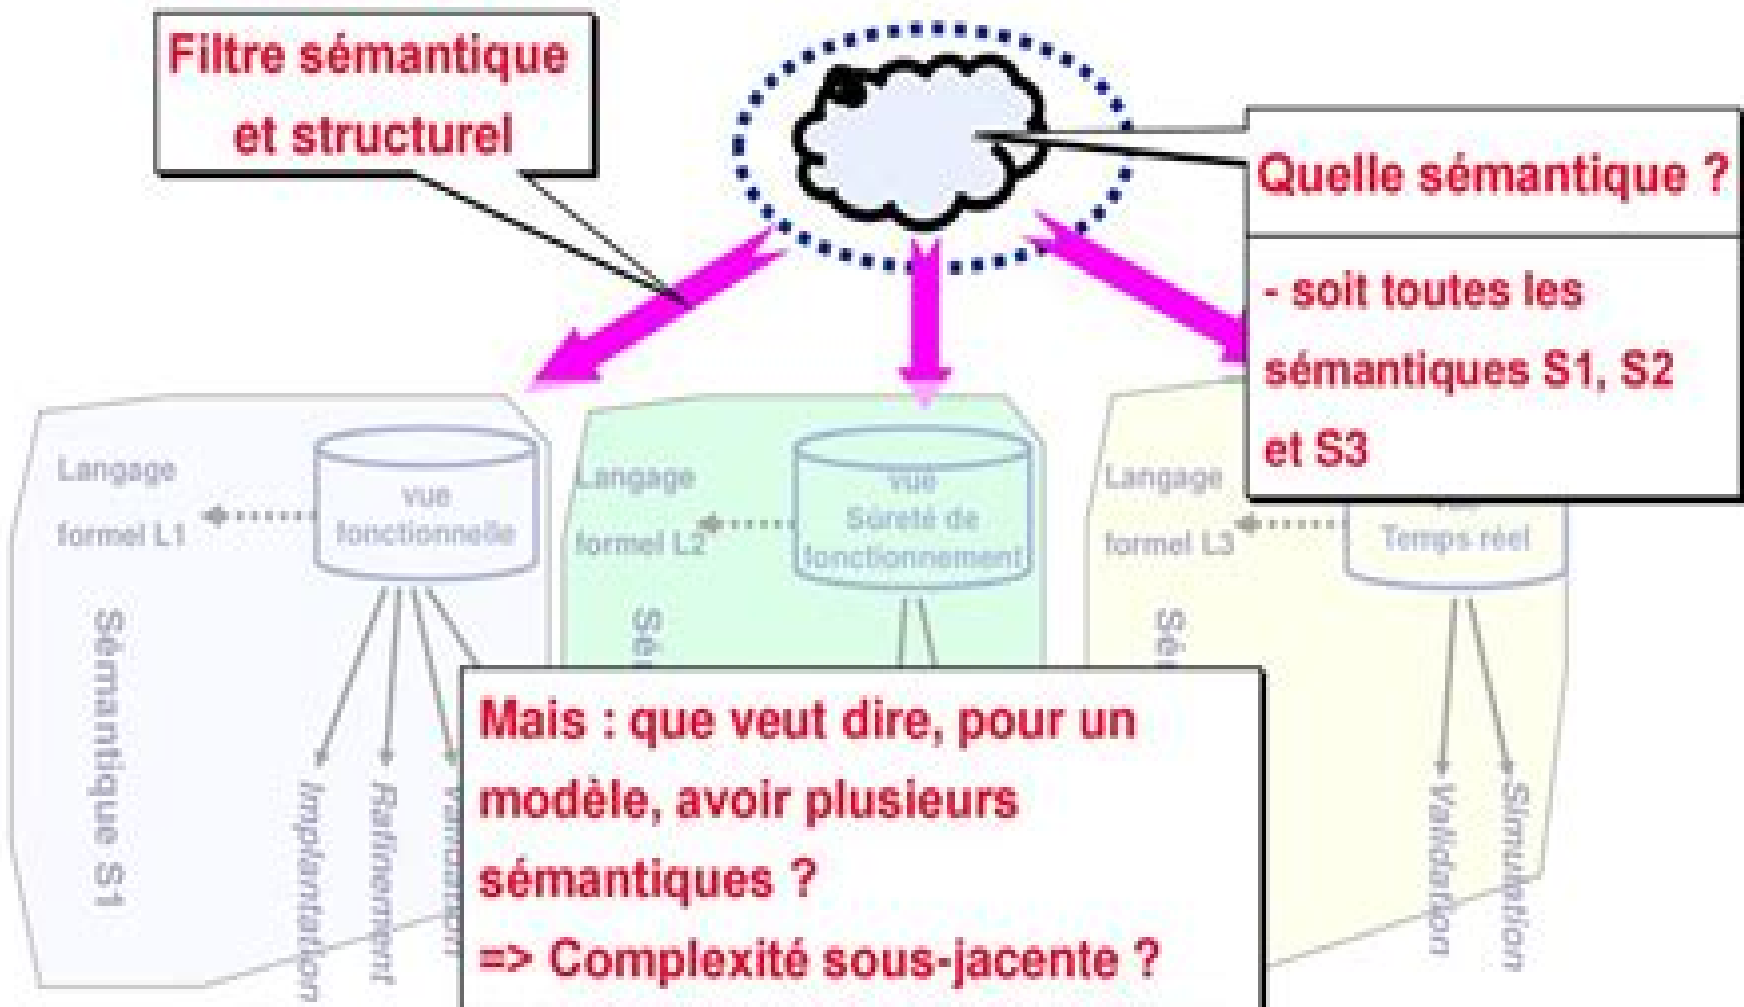 Filtre sémantique
et structurel
Quelle sémantique ?
- soit toutes les
sémantiques S1, S2
et S3
Langage
formel L1
vue
fonctionnelle
Sémantique S1
Implantation
Rafinement
Langage
formel L2
vue
Sûreté de
fonctionnement
Langage
formel L3
Temps réel
Validation
Simulation
Mais : que veut dire, pour un
modèle, avoir plusieurs
sémantiques ?
=> Complexité sous-jacente ?